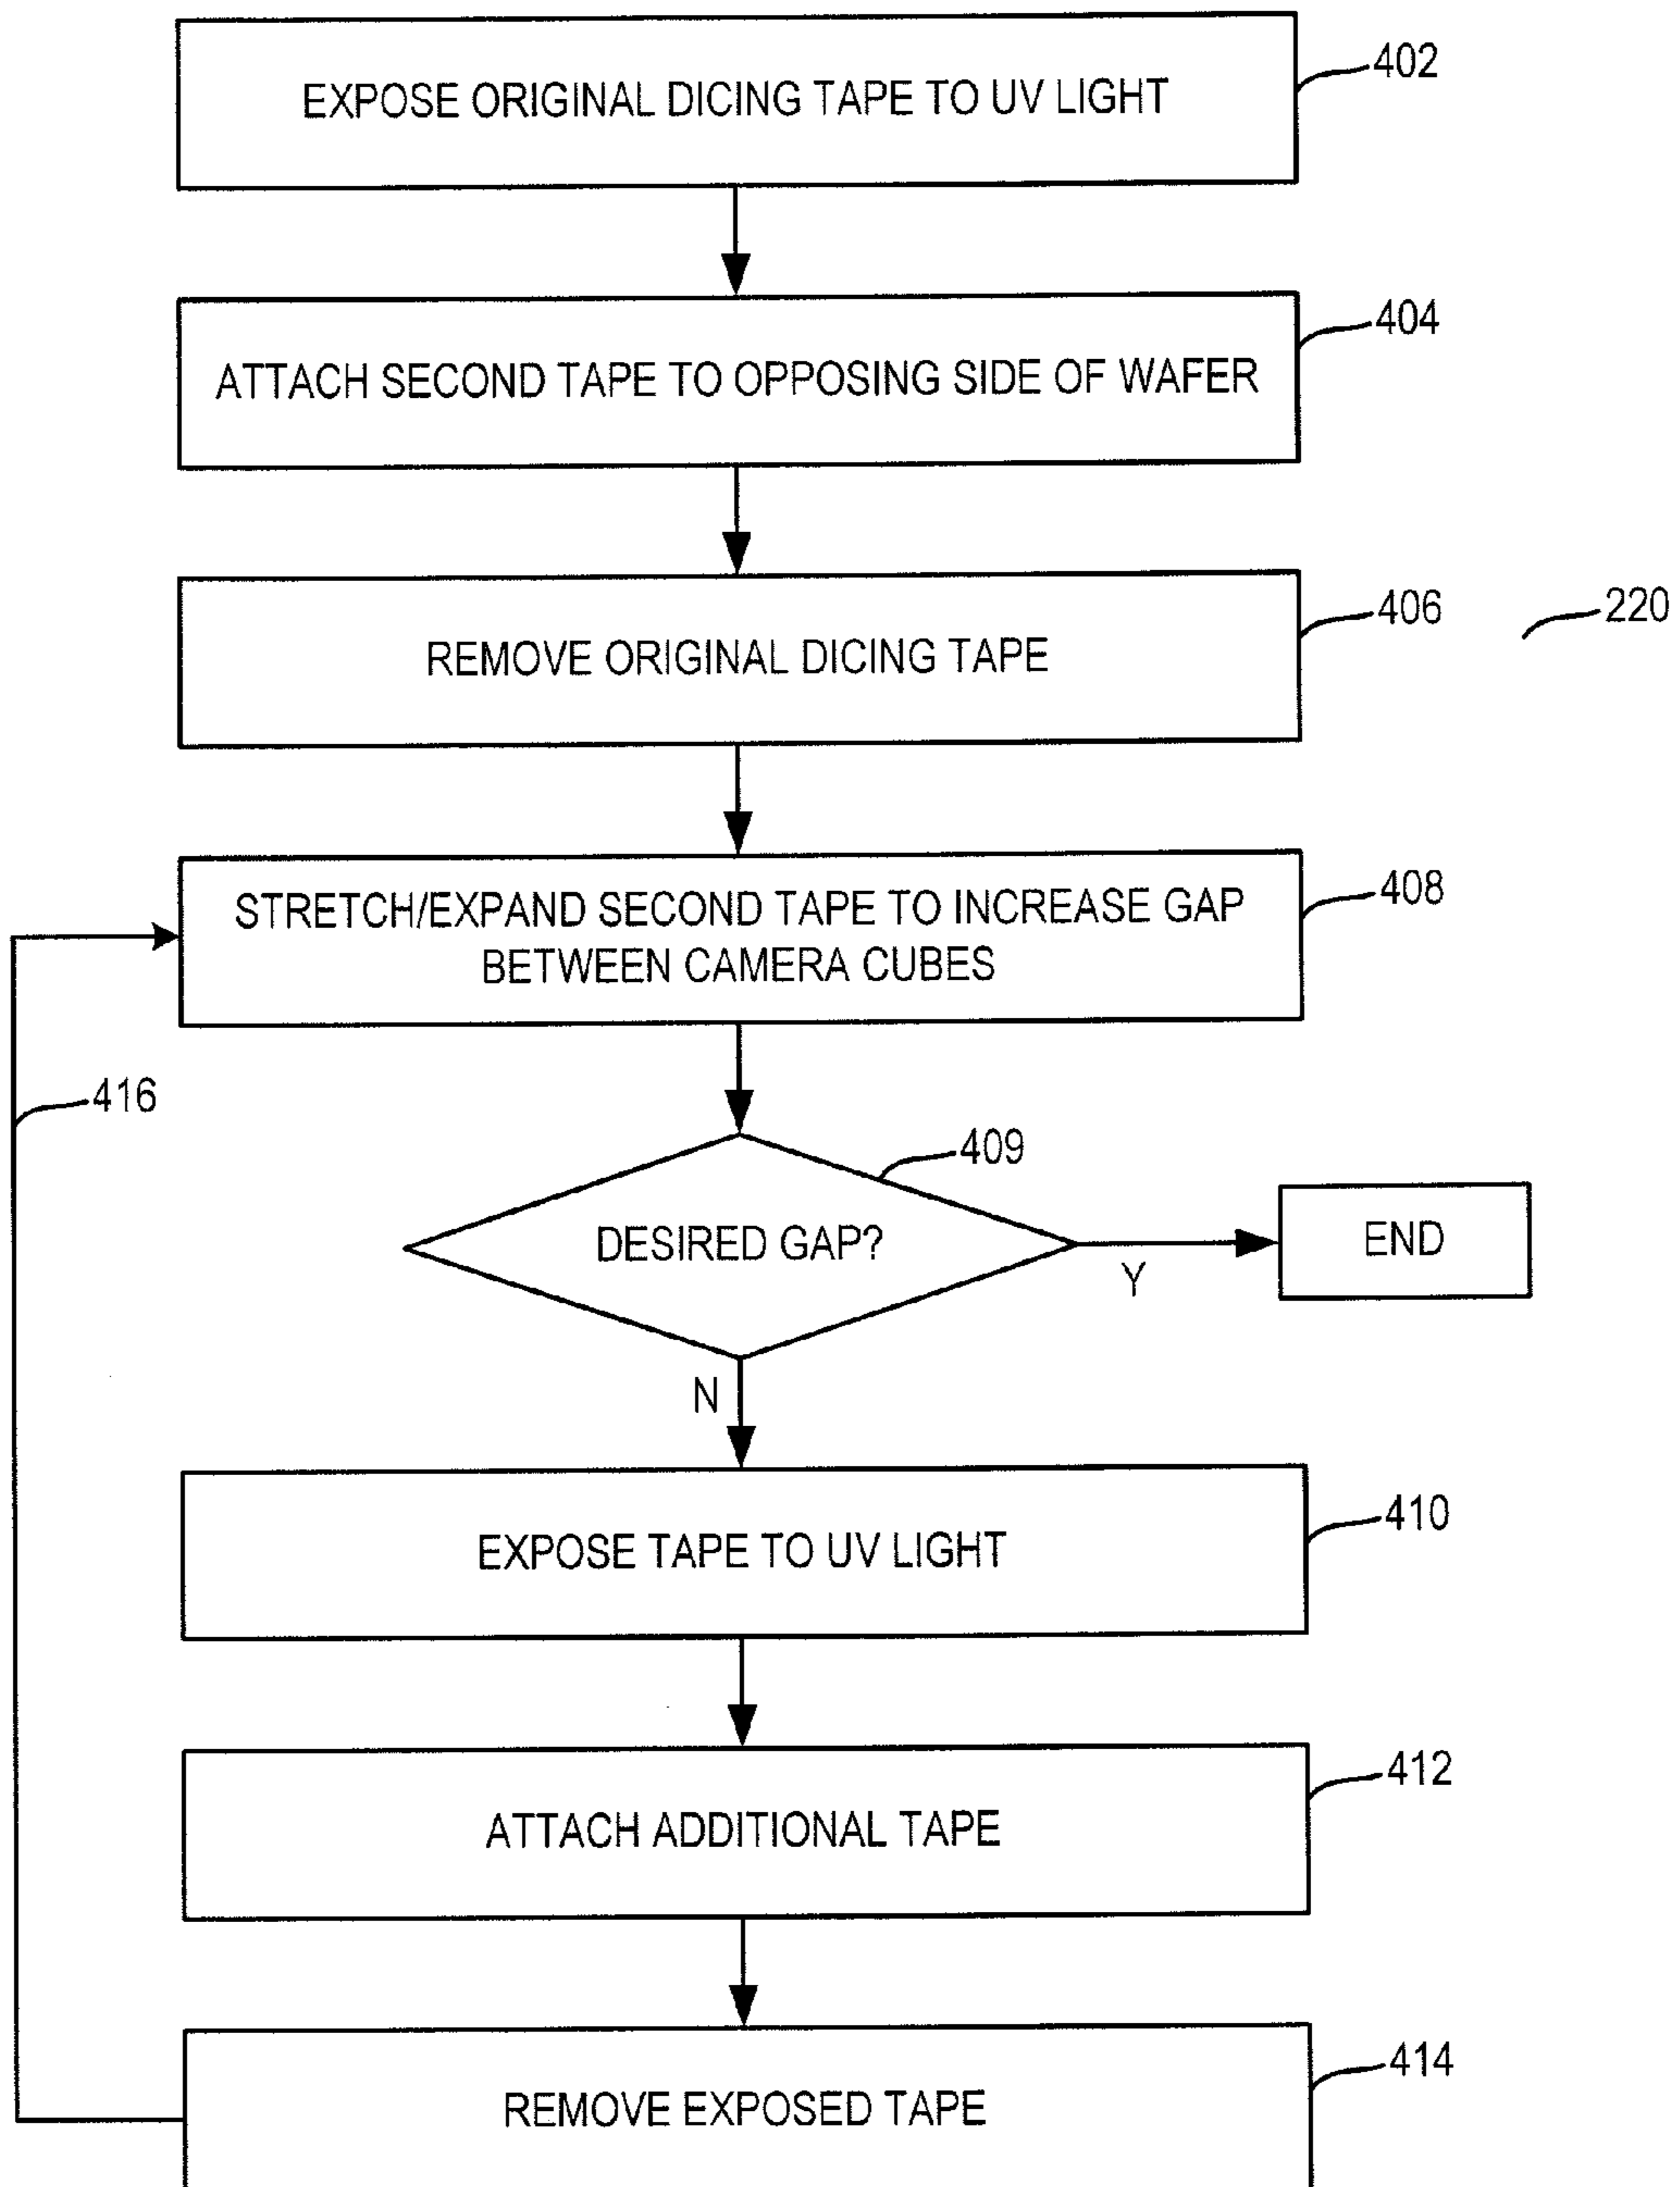 EXPOSE ORIGINAL DICING TAPE TO UV LIGHT
402
ATTACH SECOND TAPE TO OPPOSING SIDE OF WAFER
404
REMOVE ORIGINAL DICING TAPE
406
220
STRETCH/EXPAND SECOND TAPE TO INCREASE GAP
BETWEEN CAMERA CUBES
408
416
DESIRED GAP?
409
Y
END
N
EXPOSE TAPE TO UV LIGHT
410
ATTACH ADDITIONAL TAPE
412
REMOVE EXPOSED TAPE
414